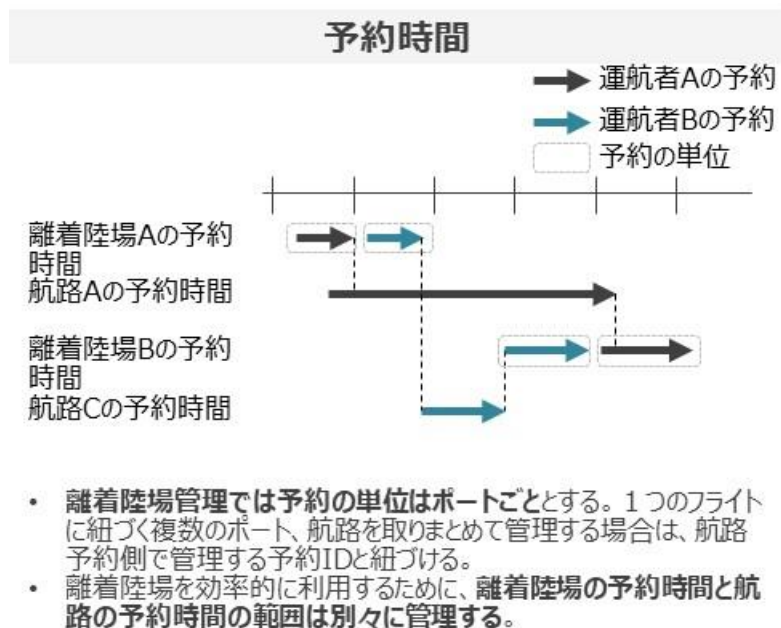 予約時間
運航者Aの予約
運航者Bの予約
予約の単位
離着陸場Aの予約
時間
航路Aの予約時間
離着陸場Bの予約
時間
航路Cの予約時間
• 離着陸場管理では予約の単位はポートごととする。1つのフライト
に紐づく複数のポート、航路を取りまとめて管理する場合は、航路
予約側で管理する予約IDと紐づける。
• 離着陸場を効率的に利用するために、離着陸場の予約時間と航
路の予約時間の範囲は別々に管理する。